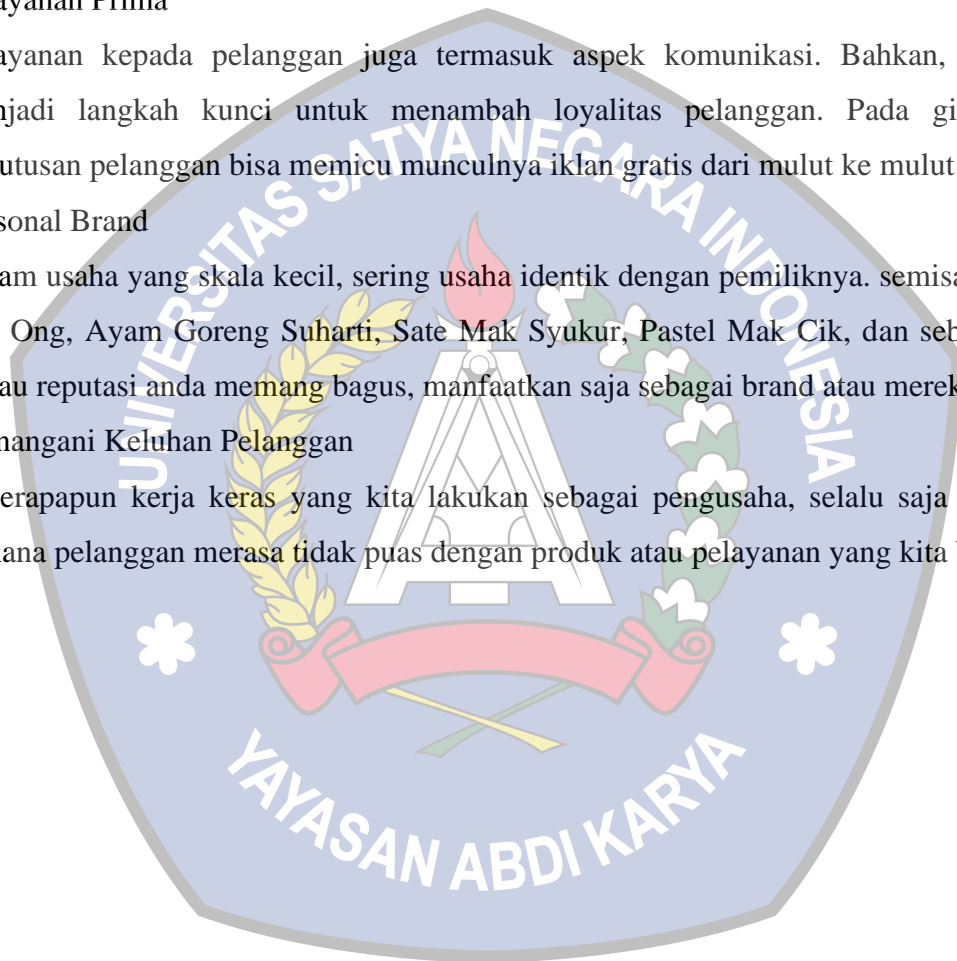 ayanan Prima
ayanan kepada pelanggan juga termasuk aspek komunikasi. Bahkan,
njadi langkah kunci untuk menambah loyalitas pelanggan. Pada gi
utusan pelanggan bisa memicu munculnya iklan gratis dari mulut ke mulut.
sonal Brand
am usaha yang skala kecil, sering usaha identik dengan pemiliknya. semisa
Ong, Ayam Goreng Suharti, Sate Mak Syukur, Pastel Mak Cik, dan seb
au reputasi anda memang bagus, manfaatkan saja sebagai brand atau merek
nangani Keluhan Pelanggan
erapapun kerja keras yang kita lakukan sebagai pengusaha, selalu saja
ana pelanggan merasa tidak puas dengan produk atau pelayanan yang kita
UNIVERSITAS SATYA NEGARA INDONESIA
YAYASAN ABDI KARYA